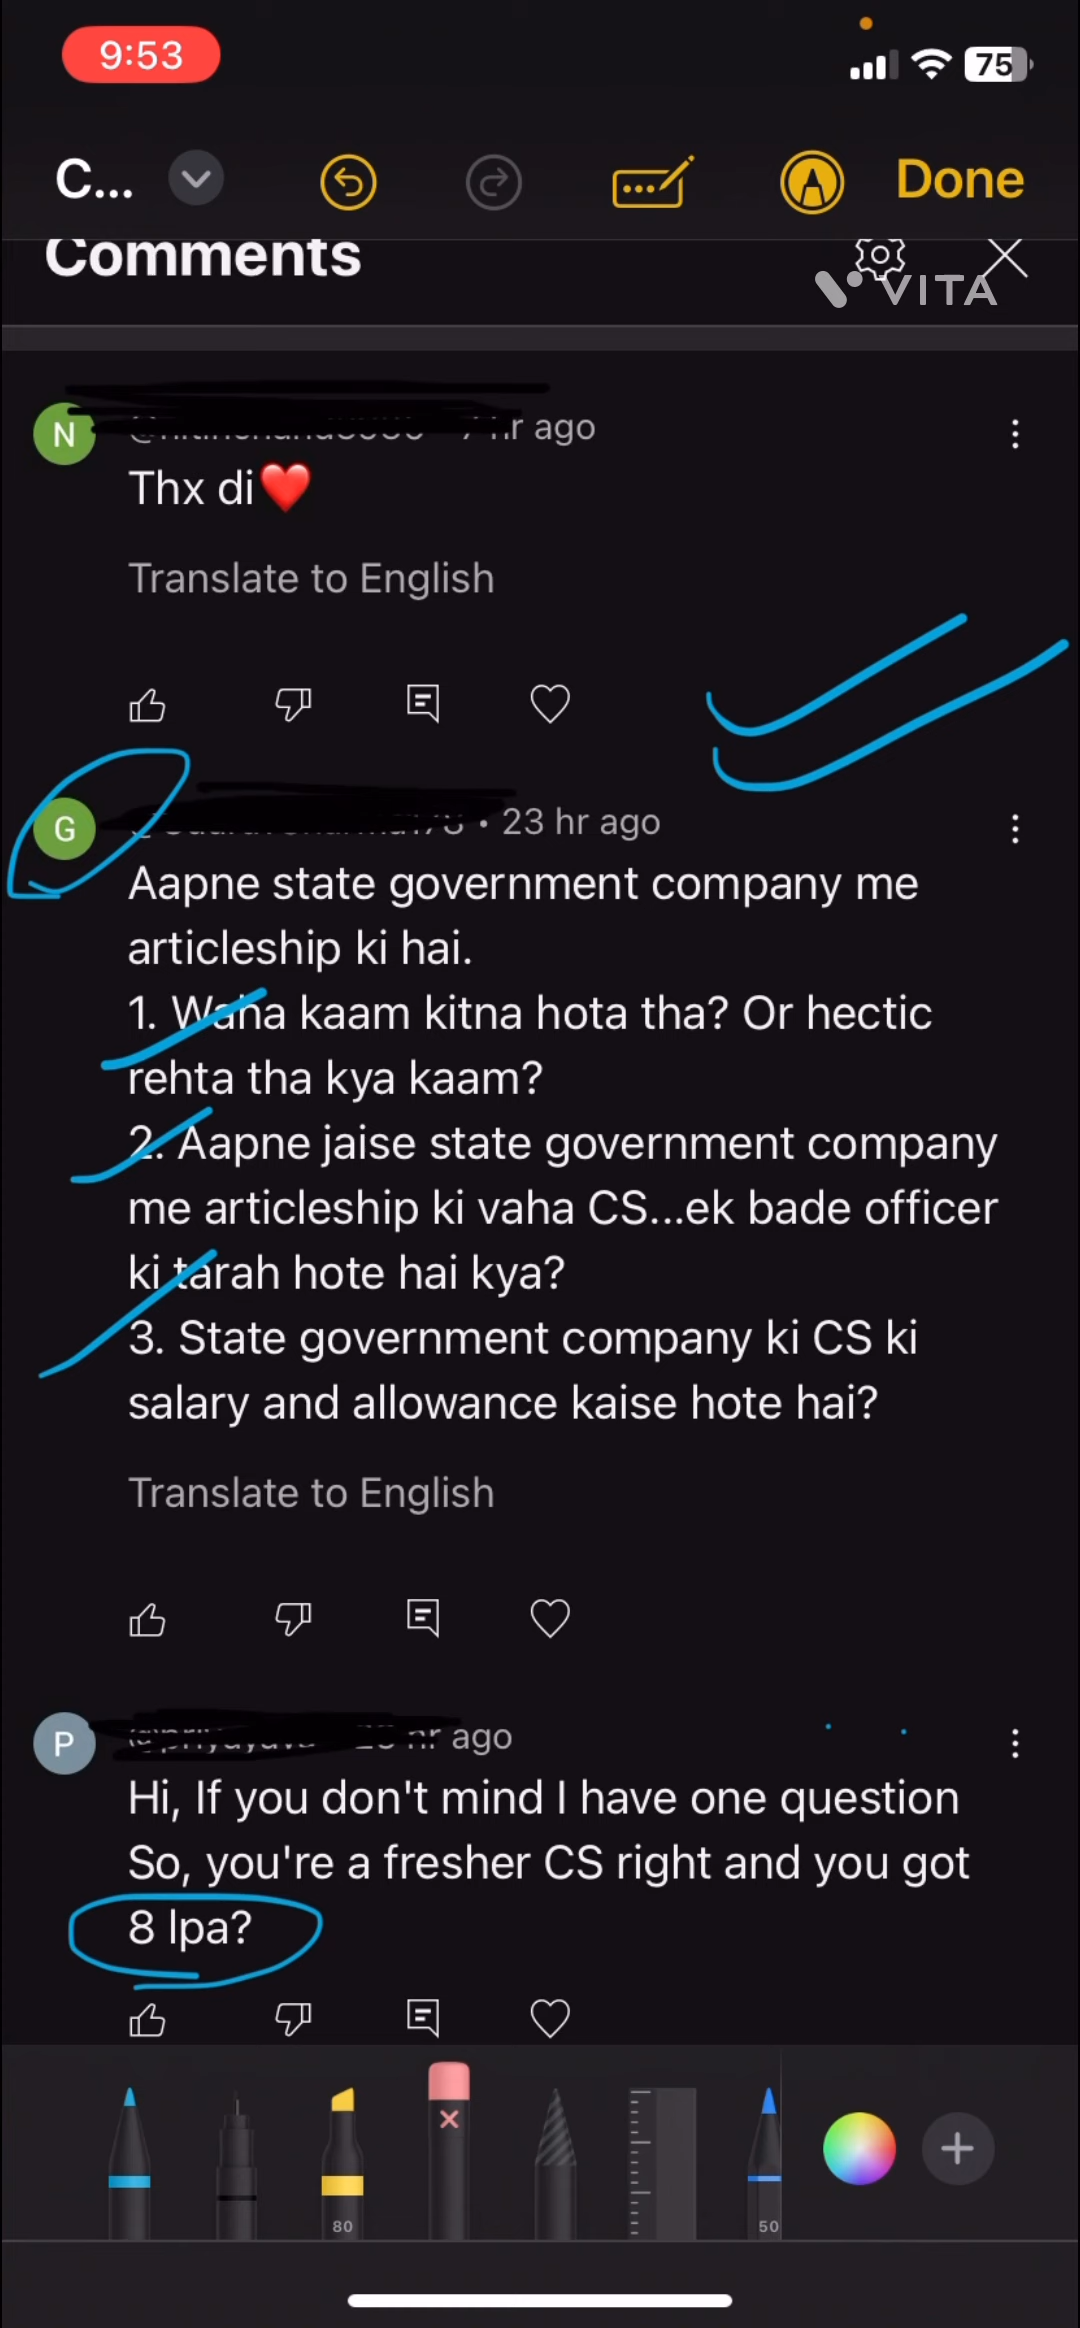 9:53
75
C...
Done
Comments
VITA
N
hr ago
Thx di❤️
Translate to English
G
• 23 hr ago
Aapne state government company me
articleship ki hai.
1. Waha kaam kitna hota tha? Or hectic
rehta tha kya kaam?
2. Aapne jaise state government company
me articleship ki vaha CS...ek bade officer
ki tarah hote hai kya?
3. State government company ki CS ki
salary and allowance kaise hote hai?
Translate to English
P
hr ago
Hi, If you don't mind I have one question
So, you're a fresher CS right and you got
8 lpa?
80
50